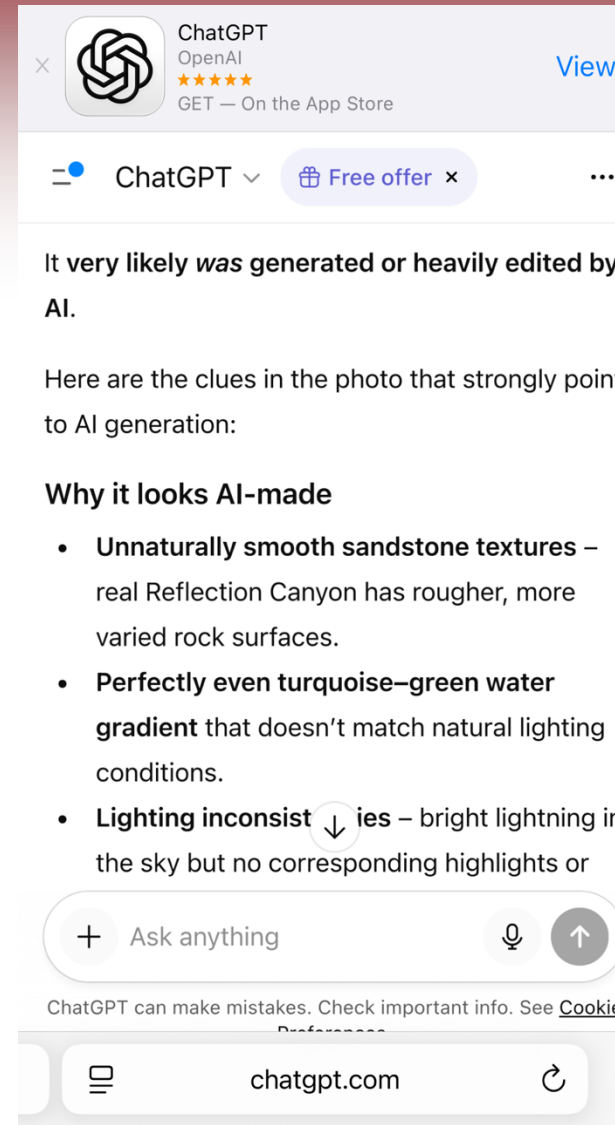 ChatGPT
OpenAI
★★★★★
GET — On the App Store
View
ChatGPT
Free offer ×
It very likely was generated or heavily edited by
AI.
Here are the clues in the photo that strongly point
to AI generation:
Why it looks AI-made
• Unnaturally smooth sandstone textures –
real Reflection Canyon has rougher, more
varied rock surfaces.
• Perfectly even turquoise–green water
gradient that doesn't match natural lighting
conditions.
• Lighting – bright lightning in
the sky but no corresponding highlights or
Ask anything
ChatGPT can make mistakes. Check important info. See Cookie
Preferences
chatgpt.com